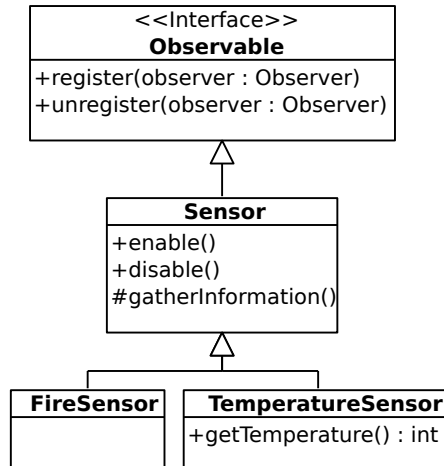 <<Interface>>
Observable
+register(observer : Observer)
+unregister(observer : Observer)
Sensor
+enable()
+disable()
#gatherInformation()
FireSensor
TemperatureSensor
+getTemperature() : int